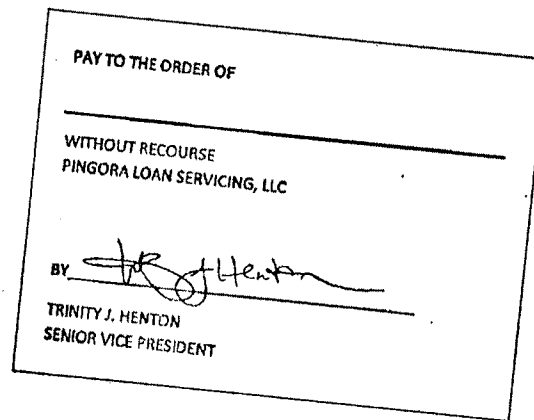 PAY TO THE ORDER OF
WITHOUT RECOURSE
PINGORA LOAN SERVICING, LLC
BY
TRINITY J. HENTON
SENIOR VICE PRESIDENT